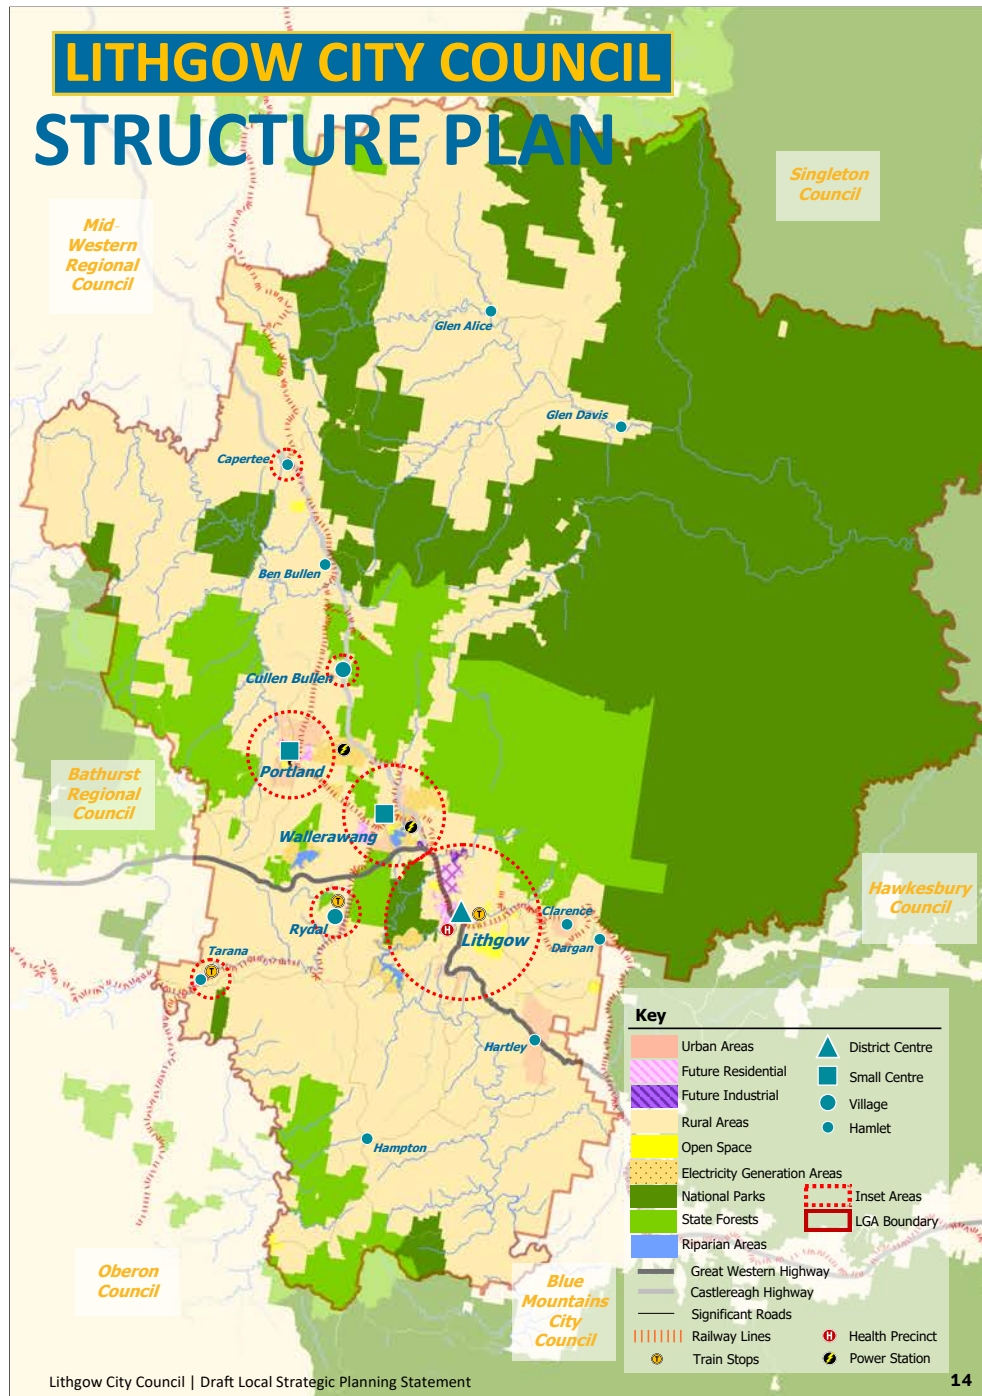 LITHGOW CITY COUNCIL
STRUCTURE PLAN
Singleton
Council
Mid-
Western
Regional
Council
Glen Alice
Glen Davis
Capertee
Ben Bullen
Cullen Bullen
Portland
Bathurst
Regional
Council
Wallerawang
Hawkesbury
Council
T
Clarence
Rydal
T
H
Lithgow
Dargan
Tarana
T
Hartley
Hampton
Oberon
Council
Blue
Mountains
City
Council
Key
Urban Areas
District Centre
Future Residential
Small Centre
Future Industrial
Village
Rural Areas
Hamlet
Open Space
Electricity Generation Areas
National Parks
Inset Areas
State Forests
LGA Boundary
Riparian Areas
Great Western Highway
Castlereagh Highway
Significant Roads
Railway Lines
H Health Precinct
T Train Stops
Power Station
Lithgow City Council | Draft Local Strategic Planning Statement
14